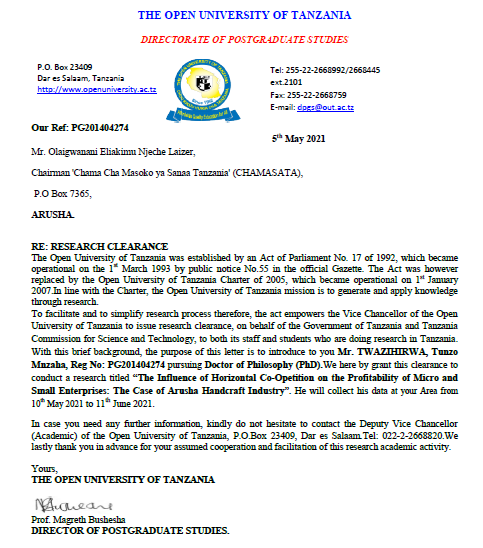 THE OPEN UNIVERSITY OF TANZANIA
DIRECTORATE OF POSTGRADUATE STUDIES
P.O. Box 23409
Dar es Salaam, Tanzania
http://www.openuniversity.ac.tz
Tel: 255-22-2668992/2668445
ext.2101
Fax: 255-22-2668759
E-mail: dpgs@out.ac.tz
Our Ref: PG201404274
5th May 2021
Mr. Olaigwanani Eliakimu Njeche Laizer,
Chairman 'Chama Cha Masoko ya Sanaa Tanzania' (CHAMASATA),
P.O Box 7365,
ARUSHA.
RE: RESEARCH CLEARANCE
The Open University of Tanzania was established by an Act of Parliament No. 17 of 1992, which became
operational on the 1st March 1993 by public notice No.55 in the official Gazette. The Act was however
replaced by the Open University of Tanzania Charter of 2005, which became operational on 1st January
2007.In line with the Charter, the Open University of Tanzania mission is to generate and apply knowledge
through research.
To facilitate and to simplify research process therefore, the act empowers the Vice Chancellor of the Open
University of Tanzania to issue research clearance, on behalf of the Government of Tanzania and Tanzania
Commission for Science and Technology, to both its staff and students who are doing research in Tanzania.
With this brief background, the purpose of this letter is to introduce to you Mr. TWAZIHIRWA, Tunzo
Mnzaha, Reg No: PG201404274 pursuing Doctor of Philosophy (PhD).We here by grant this clearance to
conduct a research titled “The Influence of Horizontal Co-Opetition on the Profitability of Micro and
Small Enterprises: The Case of Arusha Handcraft Industry”. He will collect his data at your Area from
10th May 2021 to 11th June 2021.
In case you need any further information, kindly do not hesitate to contact the Deputy Vice Chancellor
(Academic) of the Open University of Tanzania, P.O.Box 23409, Dar es Salaam.Tel: 022-2-2668820.We
lastly thank you in advance for your assumed cooperation and facilitation of this research academic activity.
Yours,
THE OPEN UNIVERSITY OF TANZANIA
Prof. Magreth Bushesha
DIRECTOR OF POSTGRADUATE STUDIES.